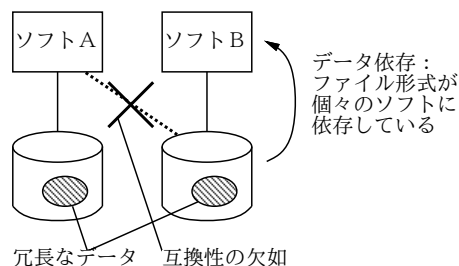 ソフトA
ソフトB
データ依存：
ファイル形式が
個々のソフトに
依存している
冗長なデータ
互換性の欠如